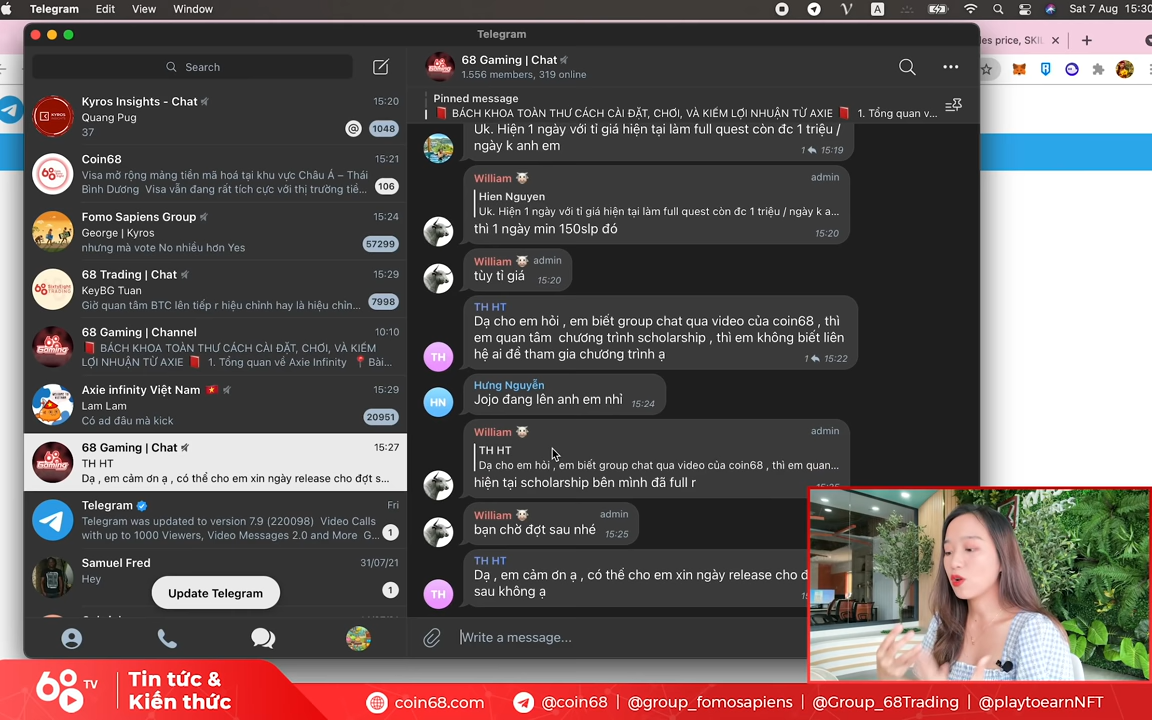 Telegram Edit View Window
A
Sat 7 Aug 15:30
Telegram
les price, SKIL
Search
Kyros Insights - Chat
15:20
Quang Pug
37
@ 1048
Coin68
15:21
Visa mở rộng mảng tiền mã hoá tại khu vực Châu Á – Thái
Bình Dương Visa vẫn đang rất tích cực với thị trường tiề...
106
Fomo Sapiens Group
15:24
George | Kyros
nhưng mà vote No nhiều hơn Yes
57299
68 Trading | Chat
15:29
KeyBG Tuan
Giờ quan tâm BTC lên tiếp r hiệu chỉnh hay là hiệu chỉn...
7998
68 Gaming | Channel
10:10
BÁCH KHOA TOÀN THƯ CÁCH CÀI ĐẶT, CHƠI, VÀ KIẾM
LỢI NHUẬN TỪ AXIE 1. Tổng quan về Axie Infinity Bài...
Axie infinity Việt Nam
15:29
Lam Lam
Có ad đâu mà kick
20951
68 Gaming | Chat
15:27
TH HT
Dạ , em cảm ơn ạ , có thể cho em xin ngày release cho đợt s...
Telegram
Fri
Telegram was updated to version 7.9 (220098) Video Calls
with up to 1000 Viewers, Video Messages 2.0 and More G...
1
Samuel Fred
31/07/21
Hey
1
Update Telegram
68 Gaming | Chat
1.556 members, 319 online
Pinned message
BÁCH KHOA TOÀN THƯ CÁCH CÀI ĐẶT, CHƠI, VÀ KIẾM LỢI NHUẬN TỪ AXIE 1. Tổng quan v...
Uk. Hiện 1 ngày với tỉ giá hiện tại làm full quest còn đc 1 triệu /
ngày k anh em
1 15:19
William
admin
Hien Nguyen
Uk. Hiện 1 ngày với tỉ giá hiện tại làm full quest còn đc 1 triệu / ngày k a...
thì 1 ngày min 150slp đó
15:20
William admin
tùy tỉ giá 15:20
TH HT
Dạ cho em hỏi , em biết group chat qua video của coin68 , thì
em quan tâm chương trình scholarship , thì em không biết liên
hệ ai để tham gia chương trình ạ
1 15:22
TH
Hưng Nguyễn
Jojo đang lên anh em nhỉ 15:24
HN
William
admin
TH HT
Dạ cho em hỏi , em biết group chat qua video của coin68 , thì em quan...
hiện tại scholarship bên mình đã full r
William admin
bạn chờ đợt sau nhé 15:25
TH HT
Dạ , em cảm ơn ạ , có thể cho em xin ngày release cho đ
sau không ạ
TH
Write a message...
68 TV
Tin tức &
Kiến thức
coin68.com
@coin68 | @group_fomosapiens | @Group_68Trading | @playtoearnNFT